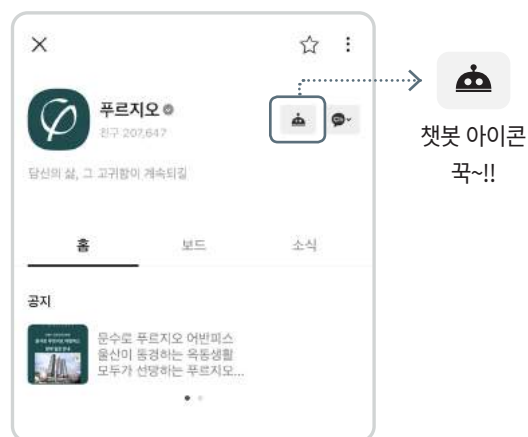 푸르지오
친구 207,647
당신의 삶, 그 고귀함이 계속되길
홈
보드
소식
공지
문수로 푸르지오 어반피스
울산이 동경하는 옥동생활
모두가 선망하는 푸르지오...
챗봇 아이콘
꾹~!!